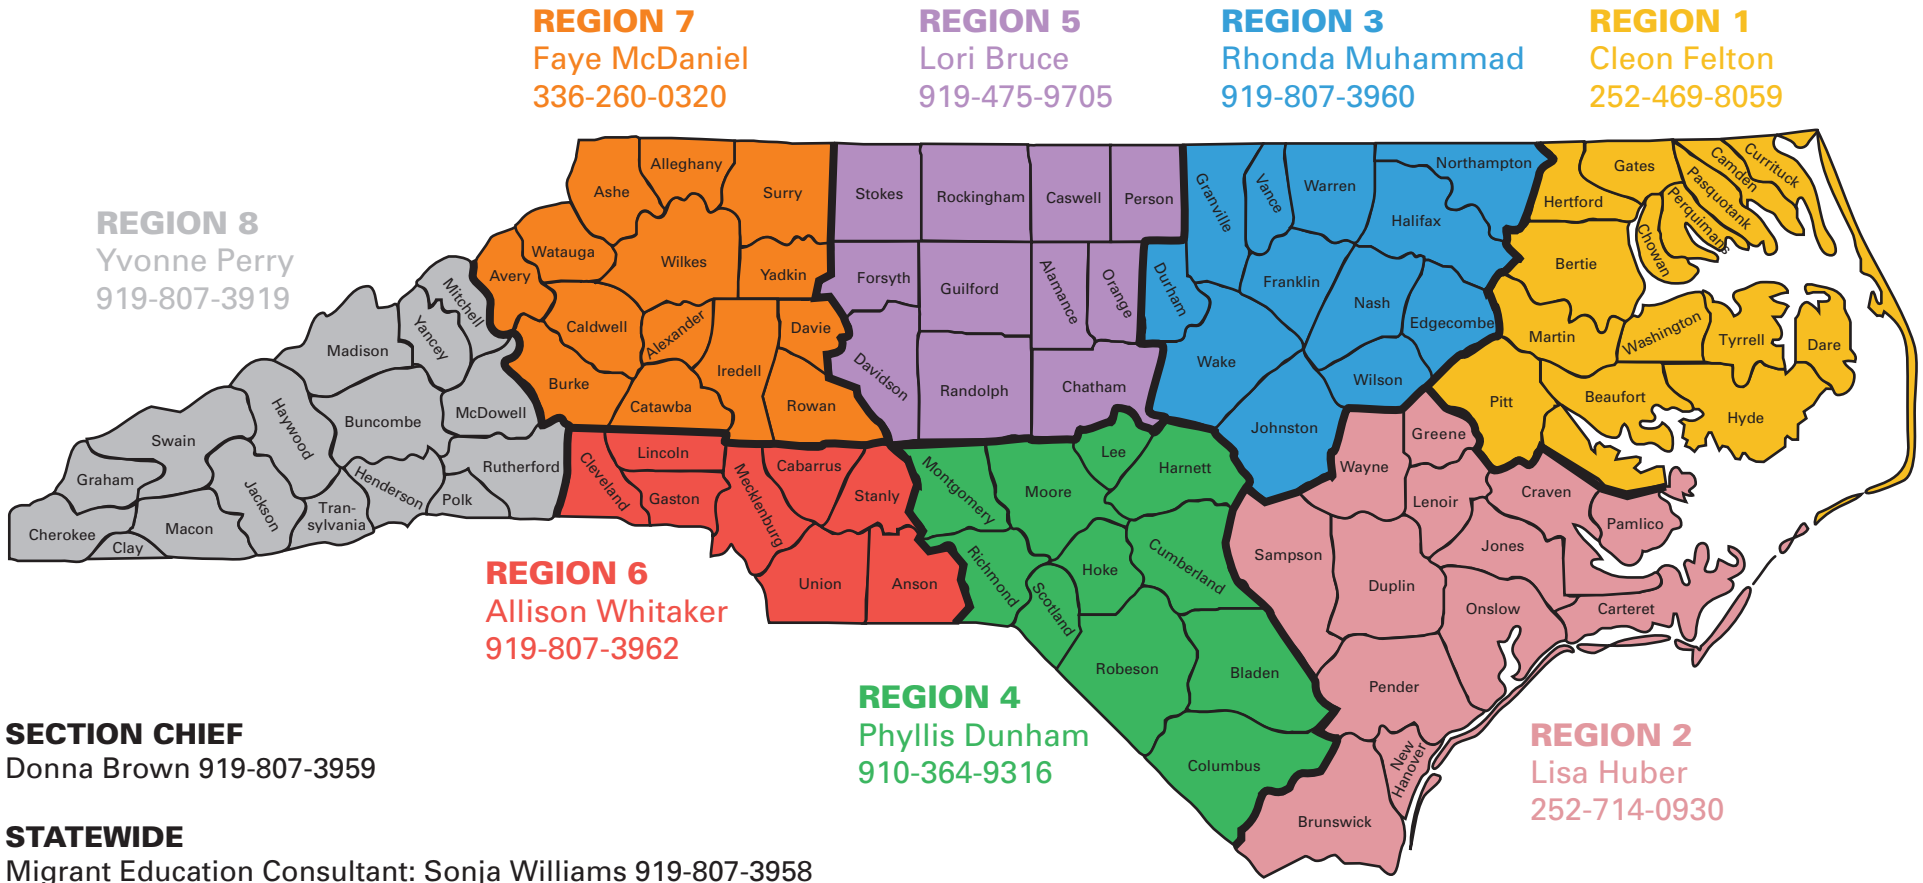 REGION 7
Faye McDaniel
336-260-0320
REGION 5
Lori Bruce
919-475-9705
REGION 3
Rhonda Muhammad
919-807-3960
REGION 1
Cleon Felton
252-469-8059
REGION 8
Yvonne Perry
919-807-3919
Ashe
Alleghany
Surry
Watauga
Wilkes
Yadkin
Avery
Caldwell
Alexander
Davie
Iredell
Burke
Catawba
Rowan
Stokes
Rockingham
Caswell
Person
Forsyth
Guilford
Alamance
Orange
Davidson
Randolph
Chatham
Granville
Vance
Warren
Northampton
Halifax
Durham
Franklin
Nash
Edgecombe
Wake
Wilson
Johnston
Gates
Camden
Currituck
Pasquotank
Perquimans
Hertford
Chowan
Bertie
Martin
Washington
Tyrrell
Dare
Pitt
Beaufort
Hyde
Mitchell
Yancey
Madison
Haywood
Buncombe
McDowell
Swain
Graham
Jackson
Tran-
sylvania
Henderson
Polk
Rutherford
Cherokee
Clay
Macon
Cleveland
Lincoln
Gaston
Mecklenburg
Cabarrus
Stanly
Union
Anson
Montgomery
Moore
Lee
Harnett
Richmond
Scotland
Hoke
Cumberland
Robeson
Bladen
Columbus
Wayne
Greene
Lenoir
Craven
Pamlico
Sampson
Duplin
Jones
Onslow
Carteret
Pender
New
Hanover
Brunswick
REGION 6
Allison Whitaker
919-807-3962
REGION 4
Phyllis Dunham
910-364-9316
REGION 2
Lisa Huber
252-714-0930
SECTION CHIEF
Donna Brown 919-807-3959
STATEWIDE
Migrant Education Consultant: Sonja Williams 919-807-3958